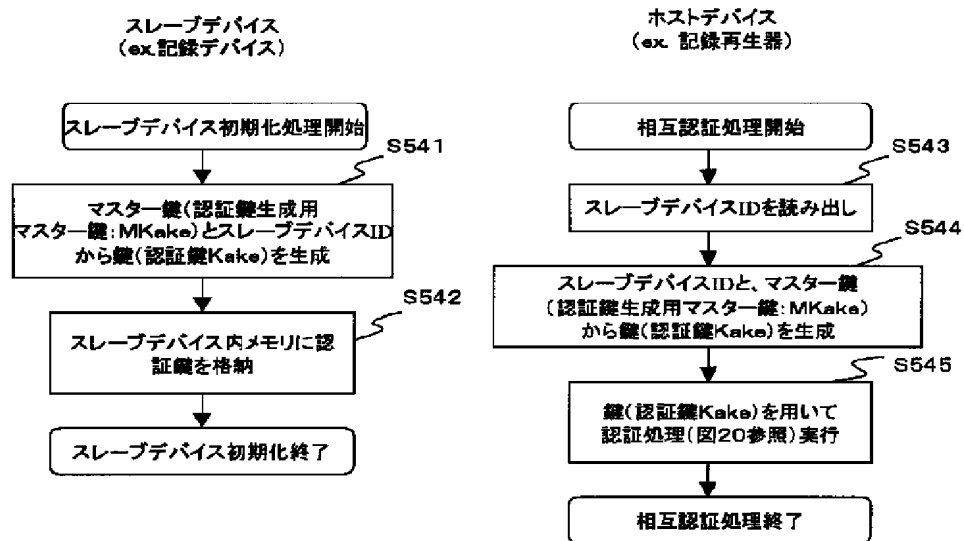 スレーブデバイス
(ex.記録デバイス)
スレーブデバイス初期化処理開始
S541
マスター鍵(認証鍵生成用
マスター鍵:MKake)とスレーブデバイスID
から鍵(認証鍵Kake)を生成
S542
スレーブデバイス内メモリに認
証鍵を格納
スレーブデバイス初期化終了
ホストデバイス
(ex. 記録再生器)
相互認証処理開始
S543
スレーブデバイスIDを読み出し
S544
スレーブデバイスIDと、マスター鍵
(認証鍵生成用マスター鍵:MKake)
から鍵(認証鍵Kake)を生成
S545
鍵(認証鍵Kake)を用いて
認証処理(図20参照)実行
相互認証処理終了